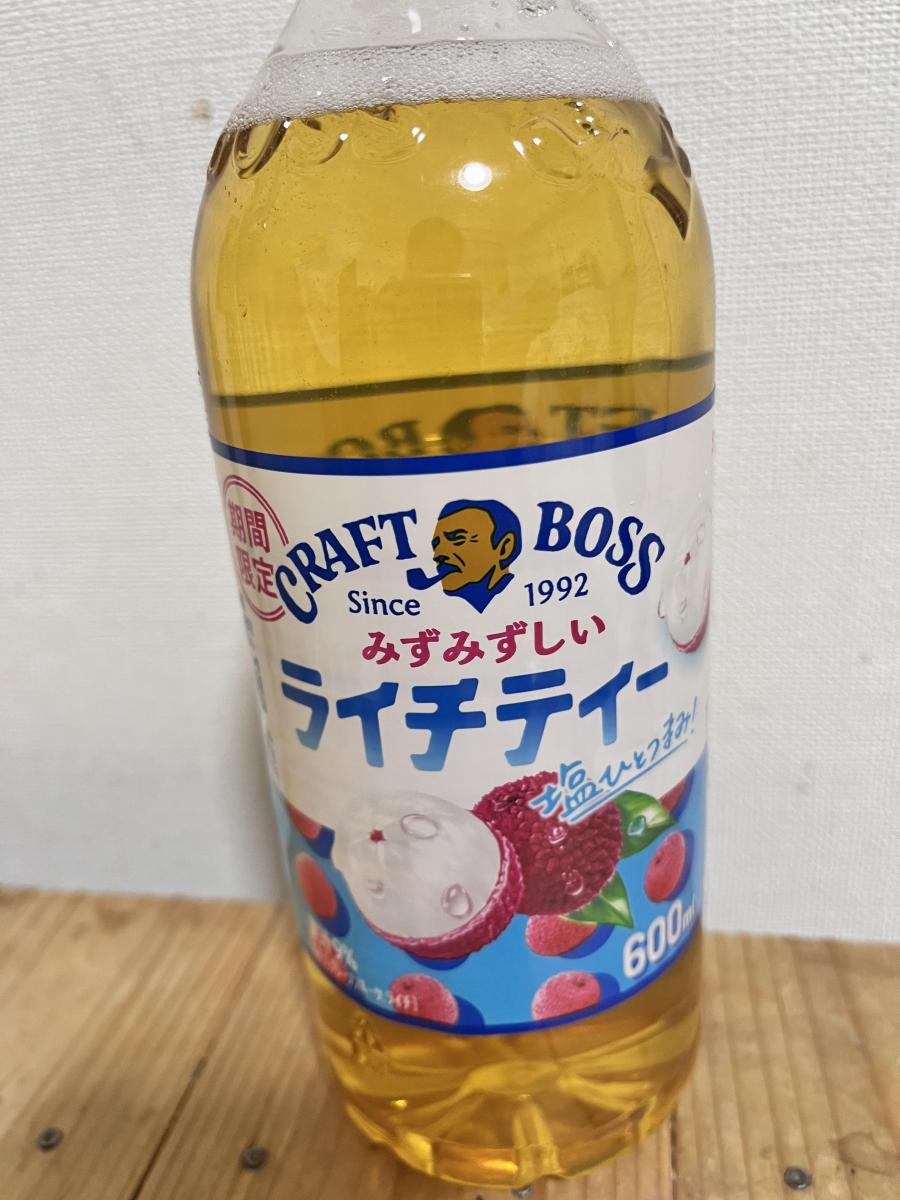 期間
限定
CRAFT BOSS
Since 1992
みずみずしい
ライチティー
塩ひとつまみ!
600ml